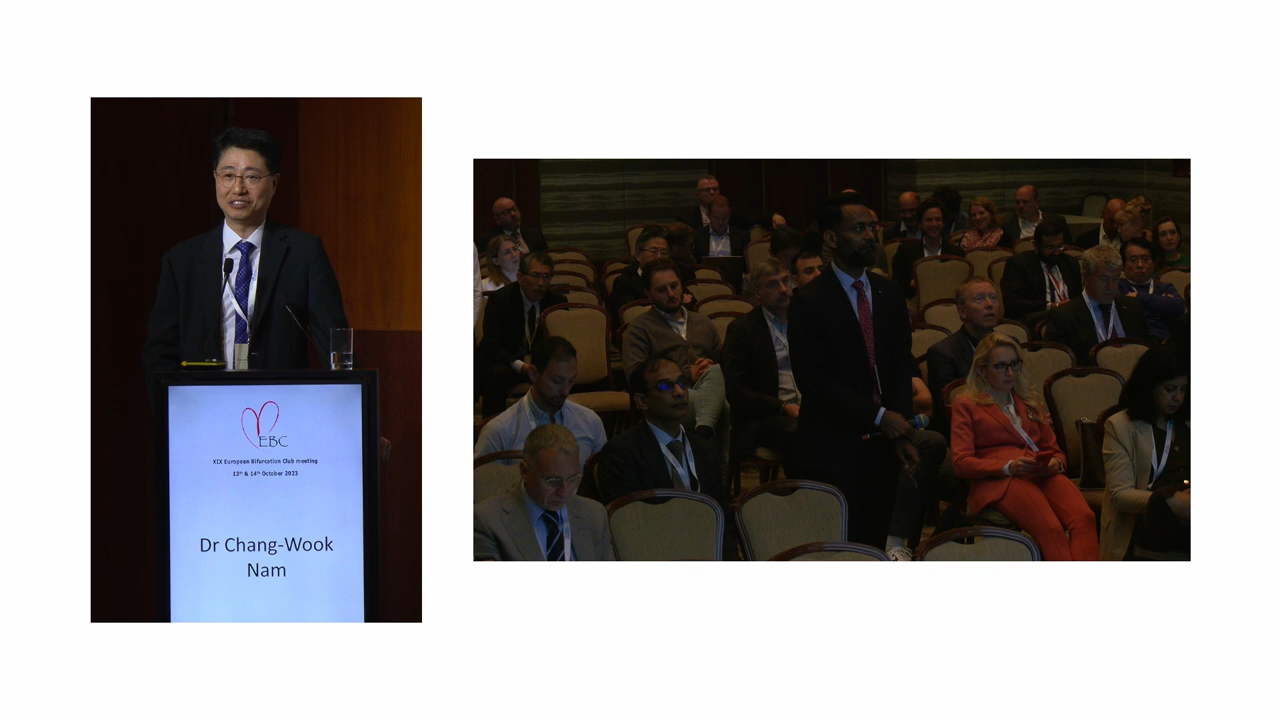 EBC
XIX European Bifurcation Club meeting
13th & 14th October 2023
Dr Chang-Wook
Nam